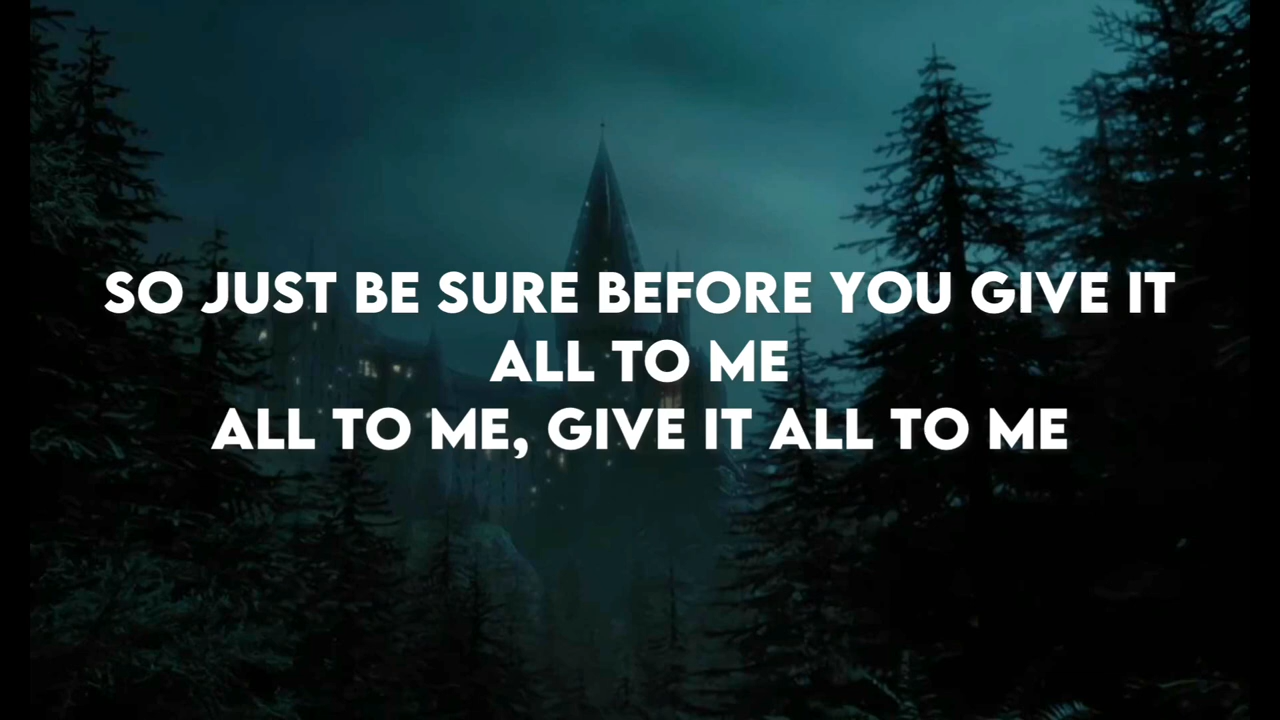 SO JUST BE SURE BEFORE YOU GIVE IT
ALL TO ME
ALL TO ME, GIVE IT ALL TO ME